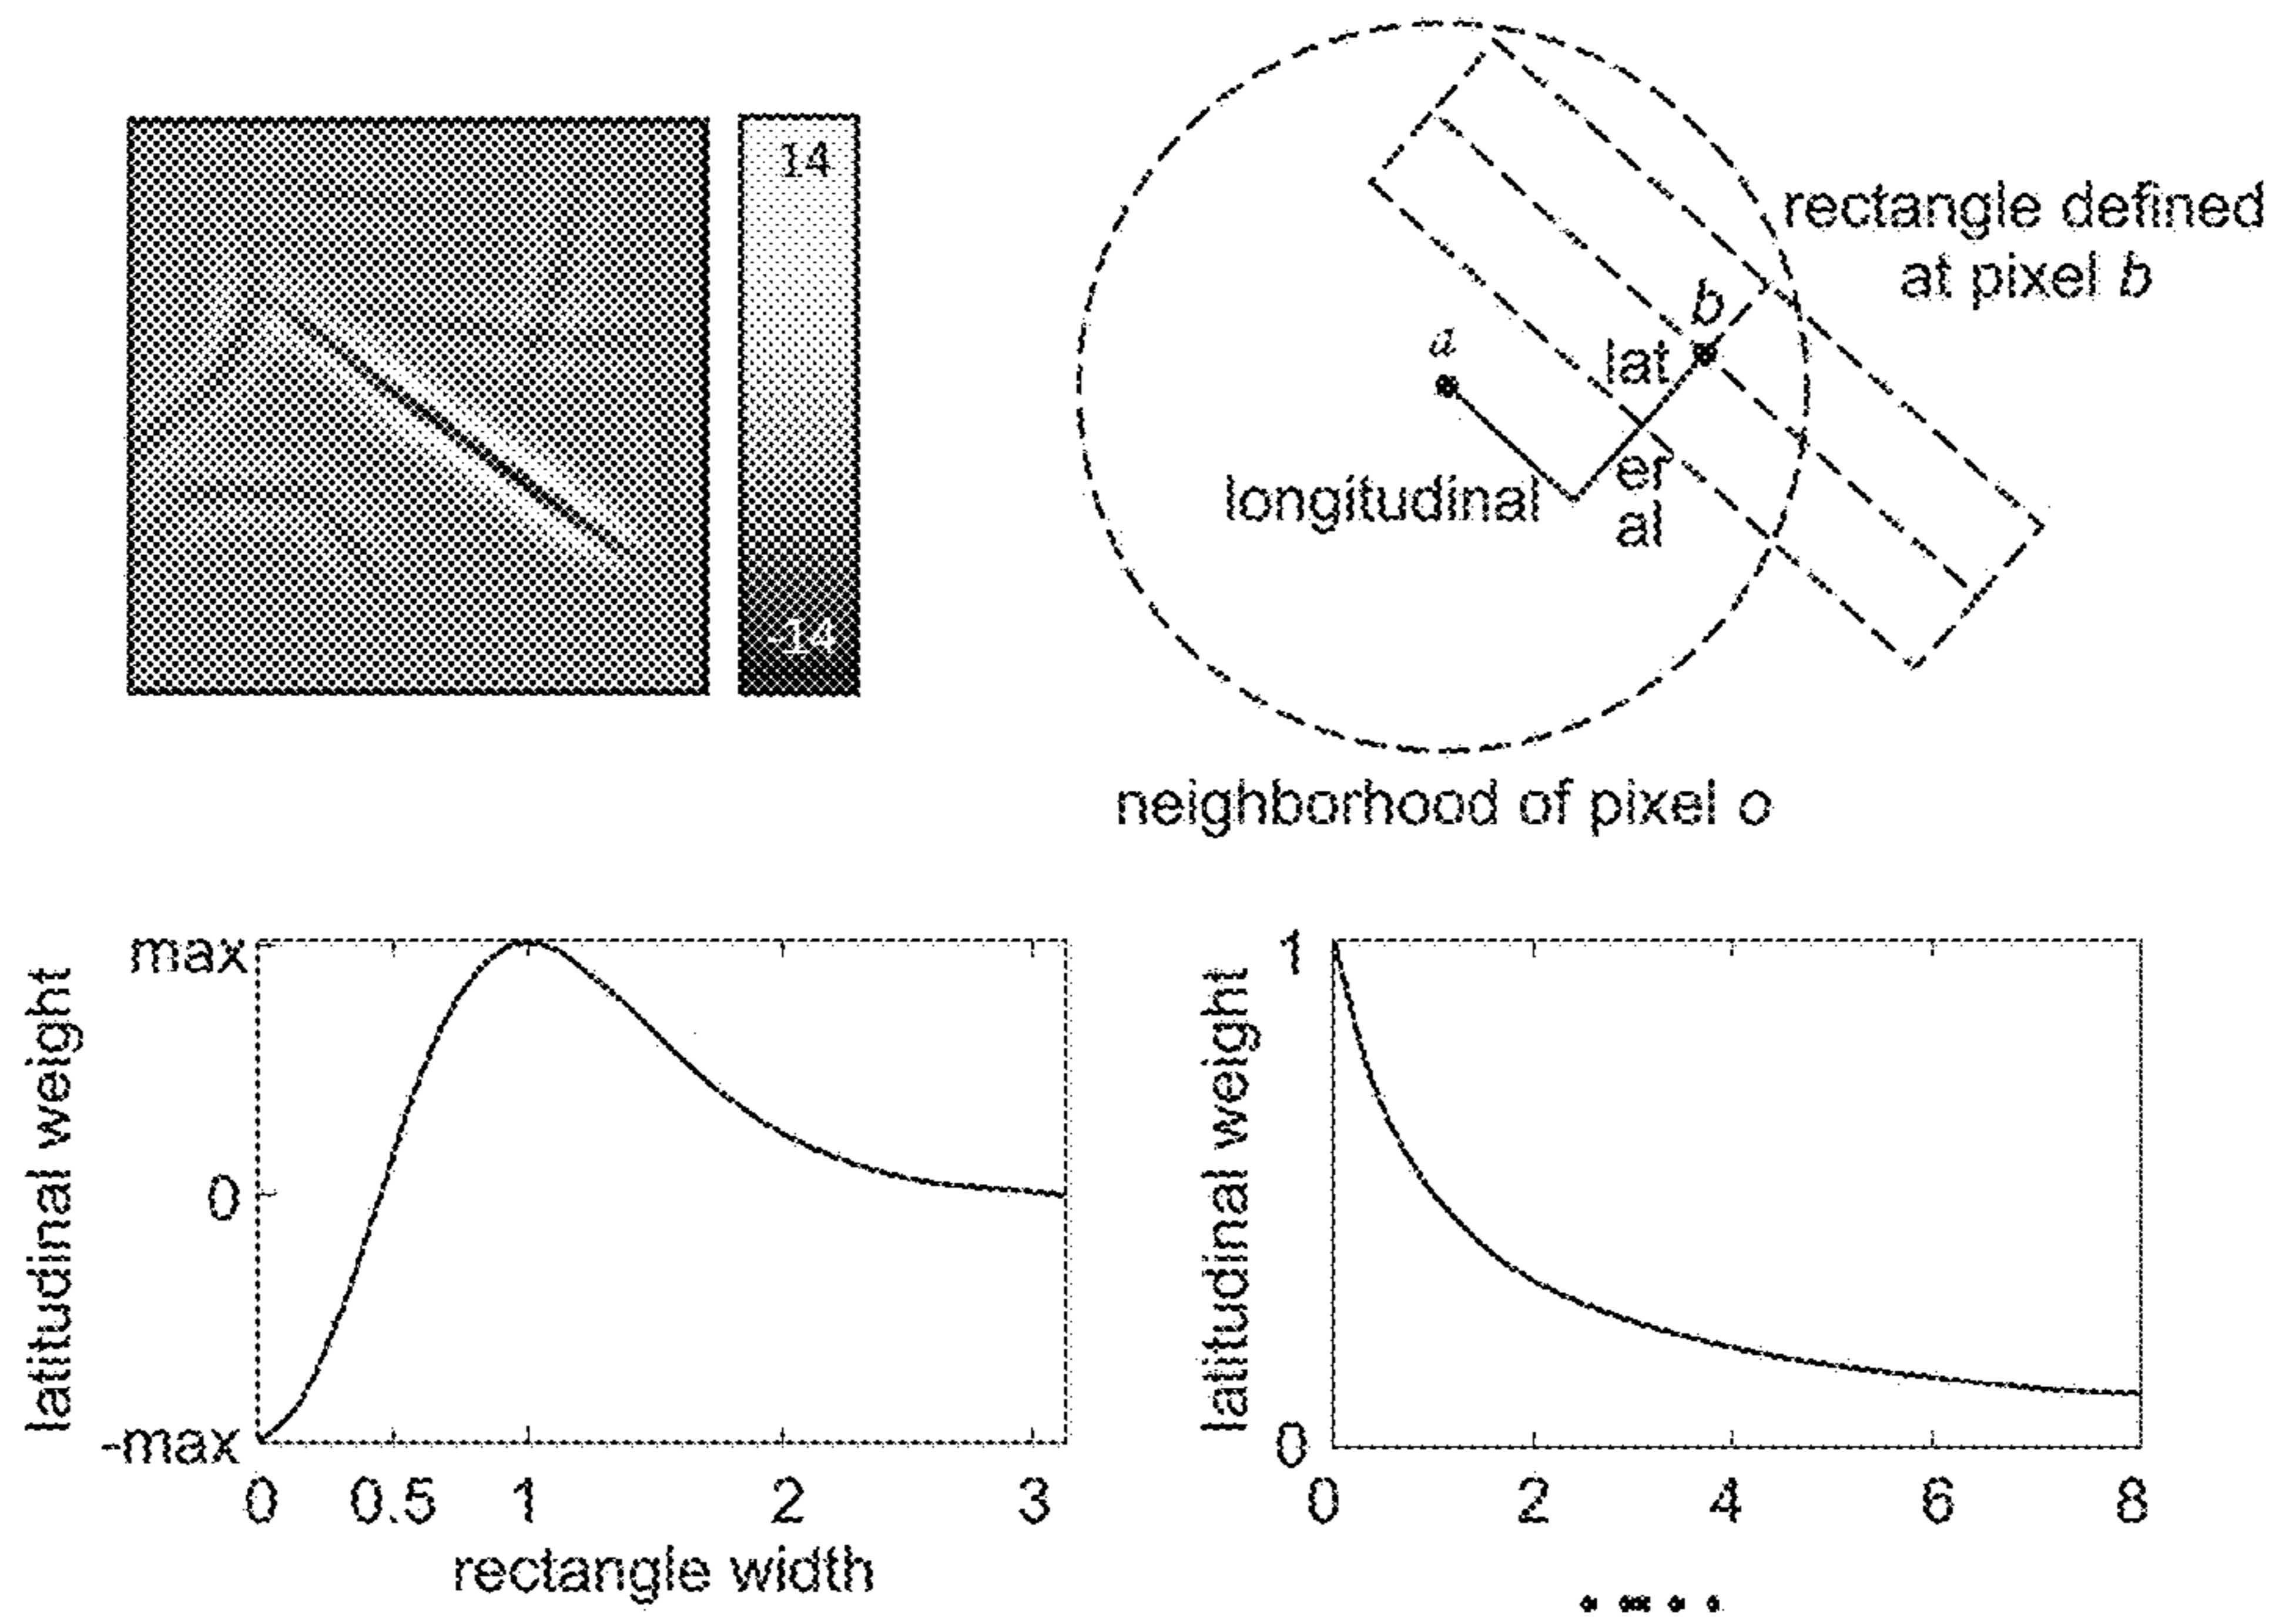 14
-14
rectangle defined
at pixel b
b
a
lat
er
al
longitudinal
neighborhood of pixel o
latitudinal weight
max
0
-max
0 0.5 1 2 3
rectangle width
latitudinal weight
1
0
0 2 4 6 8